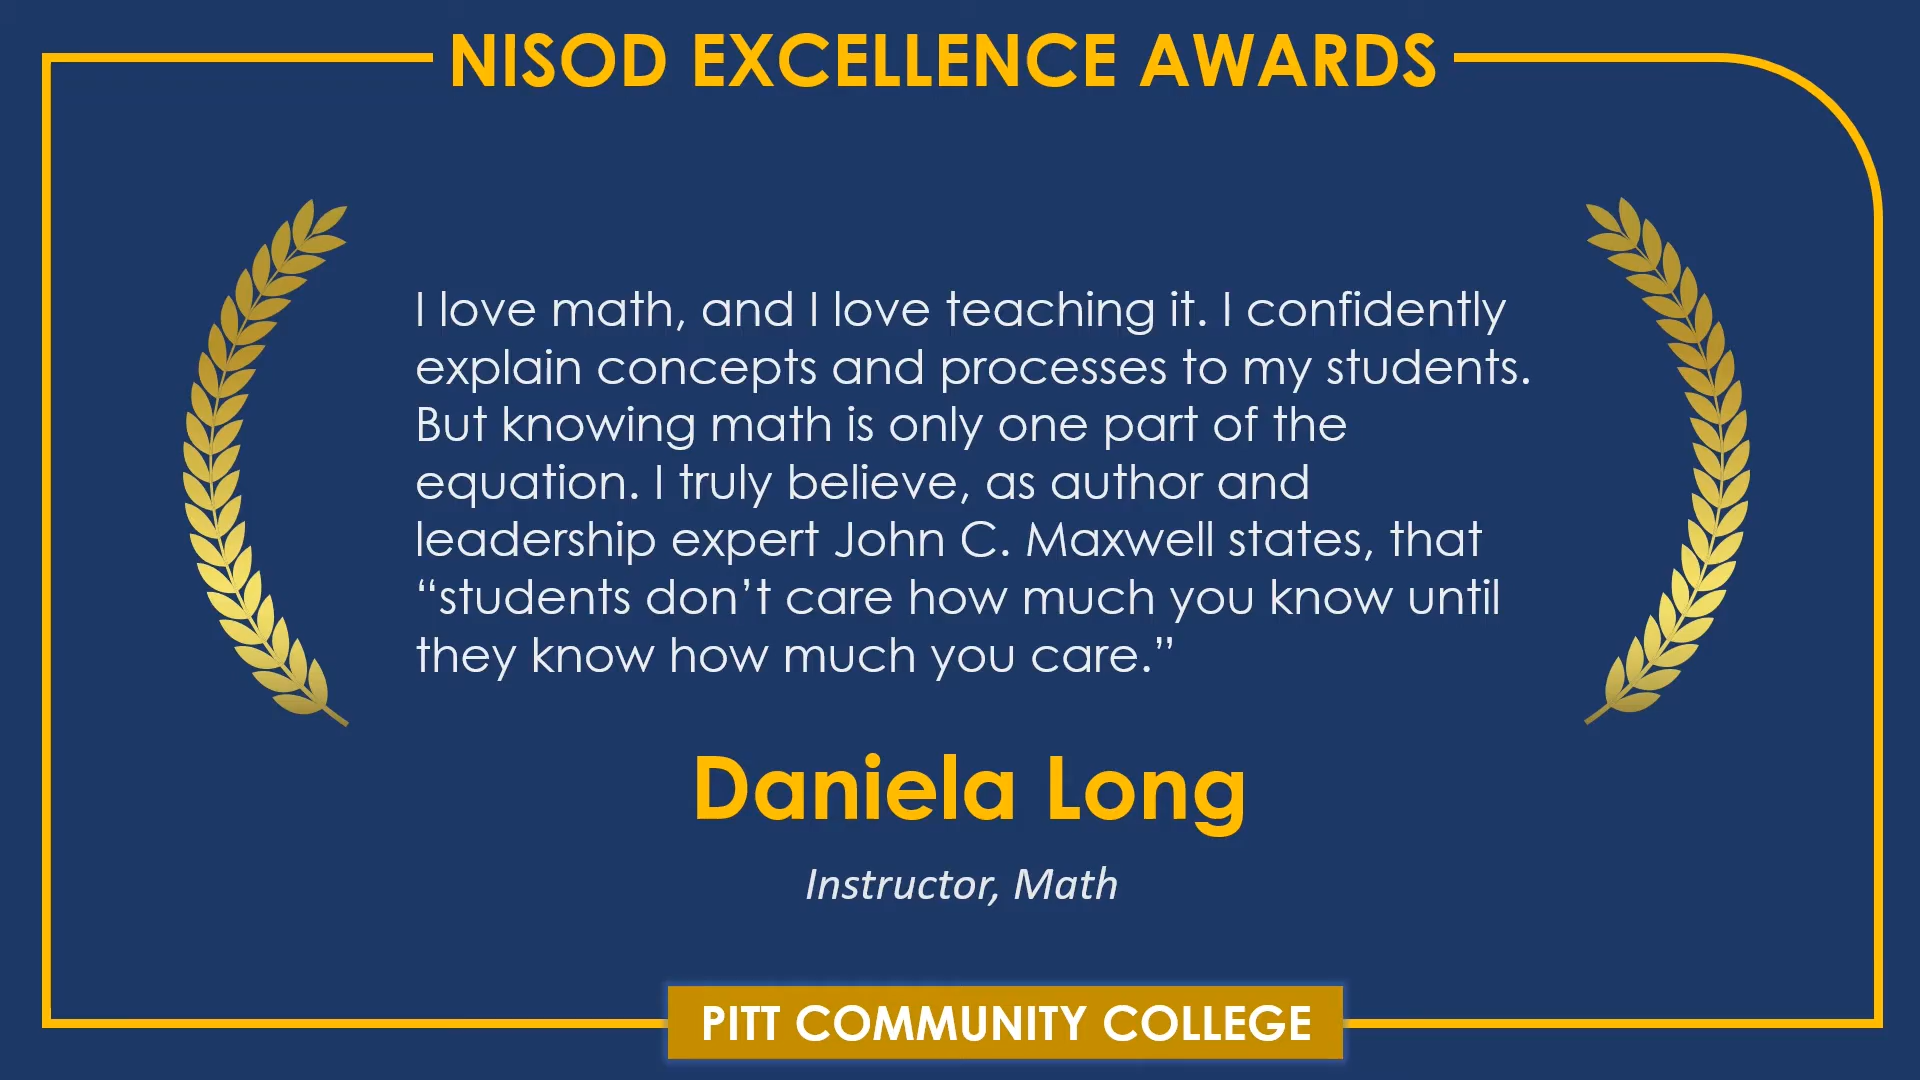 NISOD EXCELLENCE AWARDS
I love math, and I love teaching it. I confidently
explain concepts and processes to my students.
But knowing math is only one part of the
equation. I truly believe, as author and
leadership expert John C. Maxwell states, that
“students don’t care how much you know until
they know how much you care.”
Daniela Long
Instructor, Math
PITT COMMUNITY COLLEGE